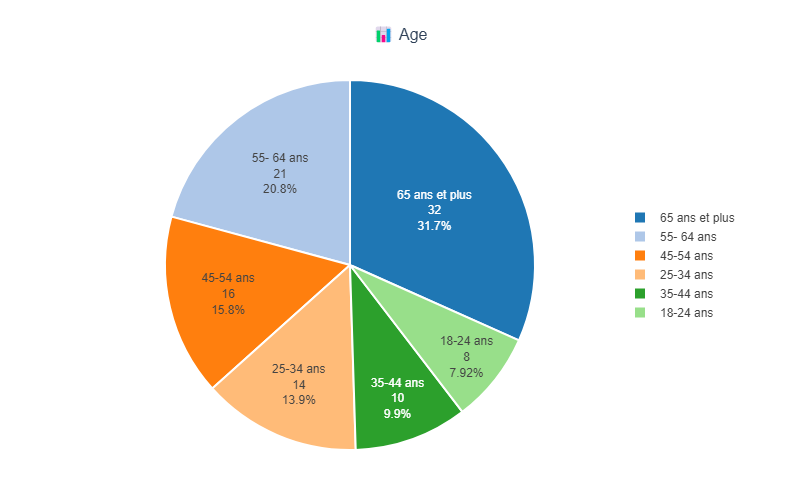 Age
55- 64 ans
21
20.8%
65 ans et plus
32
31.7%
45-54 ans
16
15.8%
25-34 ans
14
13.9%
35-44 ans
10
9.9%
18-24 ans
8
7.92%
65 ans et plus
55- 64 ans
45-54 ans
25-34 ans
35-44 ans
18-24 ans